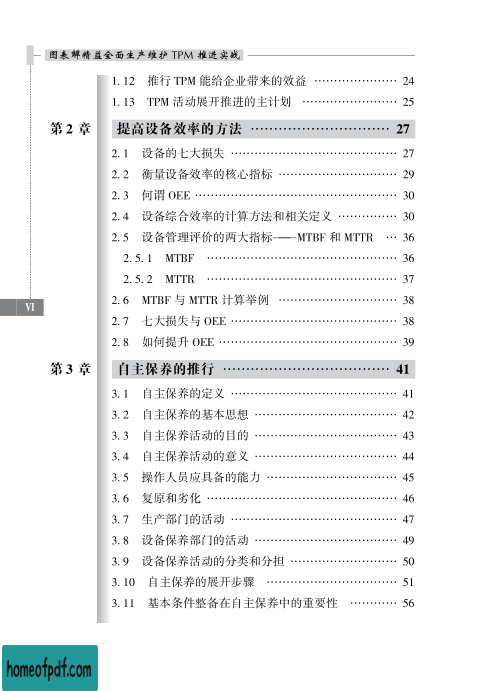 图表解精益全面生产维护 TPM 推进实战
1. 12 推行 TPM 能给企业带来的效益 ………………… 24
1. 13 TPM 活动展开推进的主计划 ………………… 25
第 2 章 提高设备效率的方法 ………………………… 27
2. 1 设备的七大损失 ………………………………… 27
2. 2 衡量设备效率的核心指标 ……………………… 29
2. 3 何谓 OEE ………………………………………… 30
2. 4 设备综合效率的计算方法和相关定义 ………… 30
2. 5 设备管理评价的两大指标——MTBF 和 MTTR … 36
2. 5. 1 MTBF ………………………………………… 36
2. 5. 2 MTTR ………………………………………… 37
2. 6 MTBF 与 MTTR 计算举例 ……………………… 38
2. 7 七大损失与 OEE ………………………………… 38
2. 8 如何提升 OEE …………………………………… 39
第 3 章 自主保养的推行 ……………………………… 41
3. 1 自主保养的定义 ………………………………… 41
3. 2 自主保养的基本思想 …………………………… 42
3. 3 自主保养活动的目的 …………………………… 43
3. 4 自主保养活动的意义 …………………………… 44
3. 5 操作人员应具备的能力 ………………………… 45
3. 6 复原和劣化 ……………………………………… 46
3. 7 生产部门的活动 ………………………………… 47
3. 8 设备保养部门的活动 …………………………… 49
3. 9 设备保养活动的分类和分担 …………………… 50
3. 10 自主保养的展开步骤 ………………………… 51
3. 11 基本条件整备在自主保养中的重要性 ………… 56
VI
homeofpdf.com